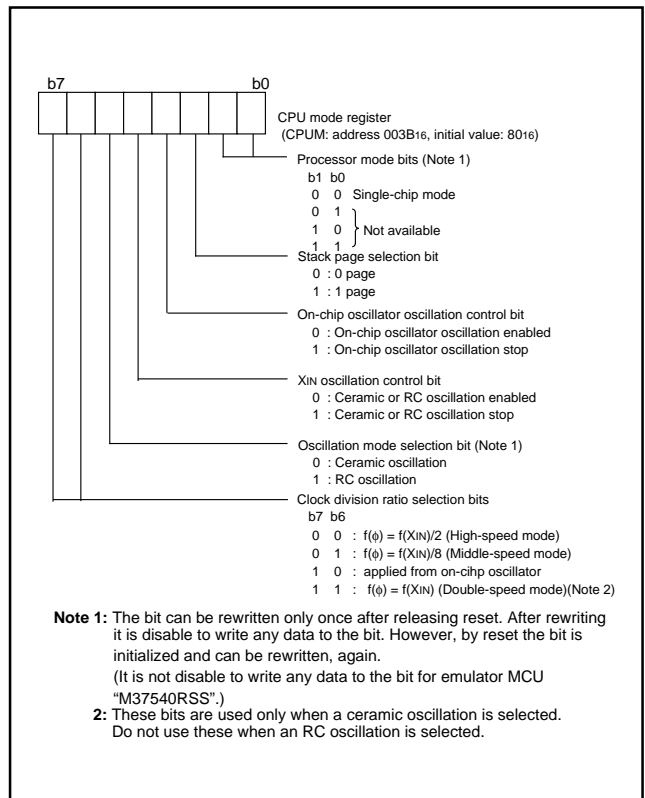 b7 b0
CPU mode register
(CPUM: address 003B16, initial value: 8016)
Processor mode bits (Note 1)
b1 b0
0 0 Single-chip mode
0 1
1 0 Not available
1 1
Stack page selection bit
0 : 0 page
1 : 1 page
On-chip oscillator oscillation control bit
0 : On-chip oscillator oscillation enabled
1 : On-chip oscillator oscillation stop
XIN oscillation control bit
0 : Ceramic or RC oscillation enabled
1 : Ceramic or RC oscillation stop
Oscillation mode selection bit (Note 1)
0 : Ceramic oscillation
1 : RC oscillation
Clock division ratio selection bits
b7 b6
0 0 : f(φ) = f(XIN)/2 (High-speed mode)
0 1 : f(φ) = f(XIN)/8 (Middle-speed mode)
1 0 : applied from on-cihp oscillator
1 1 : f(φ) = f(XIN) (Double-speed mode)(Note 2)
Note 1: The bit can be rewritten only once after releasing reset. After rewriting
it is disable to write any data to the bit. However, by reset the bit is
initialized and can be rewritten, again.
(It is not disable to write any data to the bit for emulator MCU
“M37540RSS”.)
2: These bits are used only when a ceramic oscillation is selected.
Do not use these when an RC oscillation is selected.